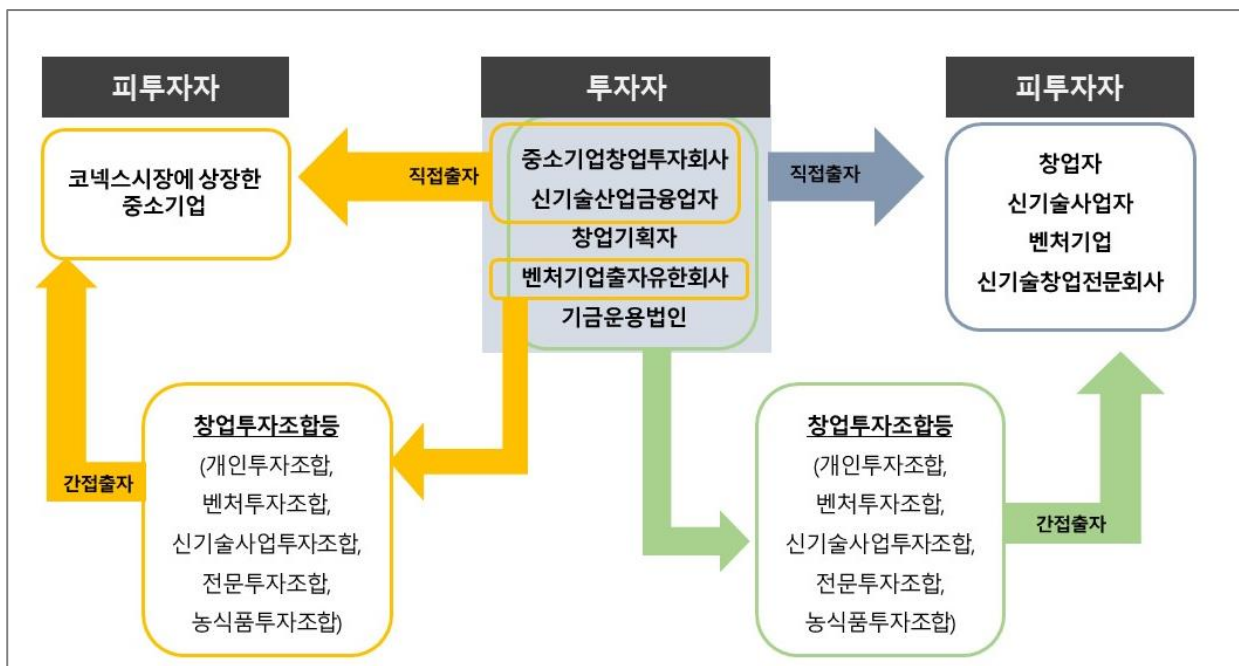 피투자자
투자자
피투자자
코넥스시장에 상장한
중소기업
직접출자
중소기업창업투자회사
신기술산업금융업자
창업기획자
벤처기업출자유한회사
기금운용법인
직접출자
창업자
신기술사업자
벤처기업
신기술창업전문회사
간접출자
창업투자조합등
(개인투자조합,
벤처투자조합,
신기술사업투자조합,
전문투자조합,
농식품투자조합)
창업투자조합등
(개인투자조합,
벤처투자조합,
신기술사업투자조합,
전문투자조합,
농식품투자조합)
간접출자